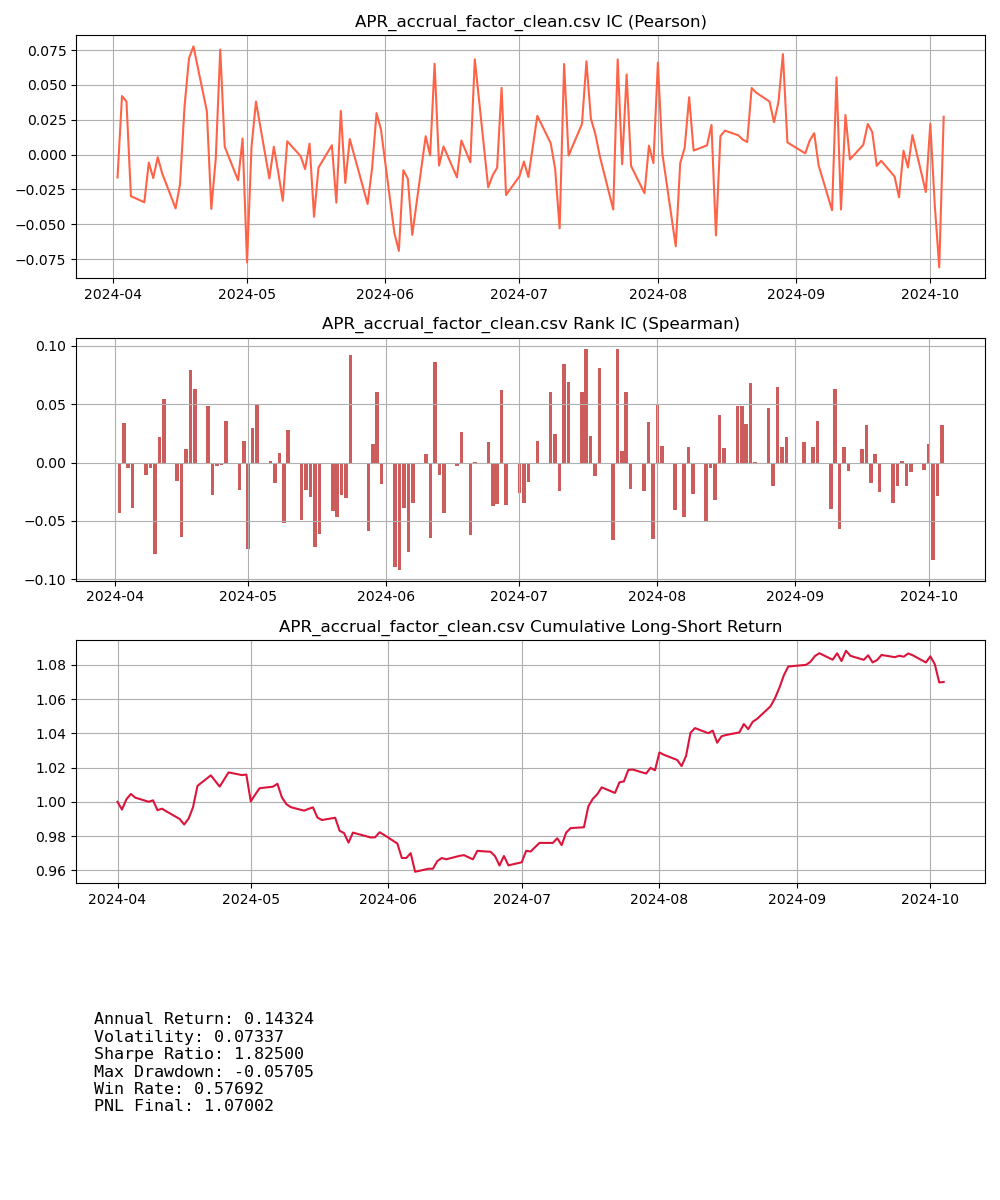 APR_accrual_factor_clean.csv IC (Pearson)
0.075
0.050
0.025
0.000
−0.025
−0.050
−0.075
2024-04 2024-05 2024-06 2024-07 2024-08 2024-09 2024-10
APR_accrual_factor_clean.csv Rank IC (Spearman)
0.10
0.05
0.00
−0.05
−0.10
2024-04 2024-05 2024-06 2024-07 2024-08 2024-09 2024-10
APR_accrual_factor_clean.csv Cumulative Long-Short Return
1.08
1.06
1.04
1.02
1.00
0.98
0.96
2024-04 2024-05 2024-06 2024-07 2024-08 2024-09 2024-10
Annual Return: 0.14324
Volatility: 0.07337
Sharpe Ratio: 1.82500
Max Drawdown: -0.05705
Win Rate: 0.57692
PNL Final: 1.07002